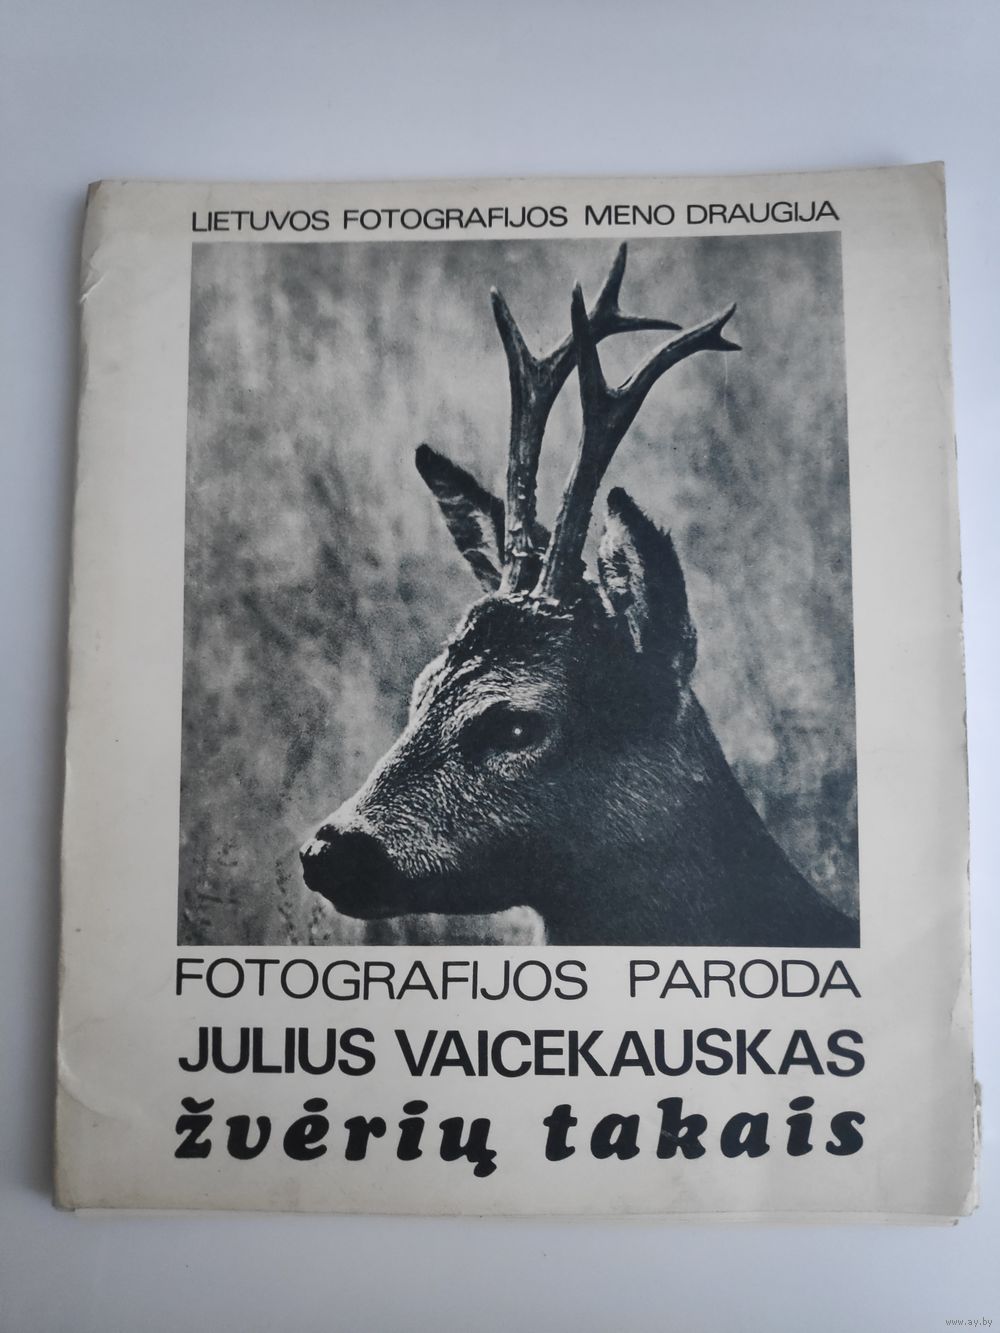 LIETUVOS FOTOGRAFIJOS MENO DRAUGIJA
FOTOGRAFIJOS PARODA
JULIUS VAICEKAUSKAS
žvėrių takais
www.ay.by